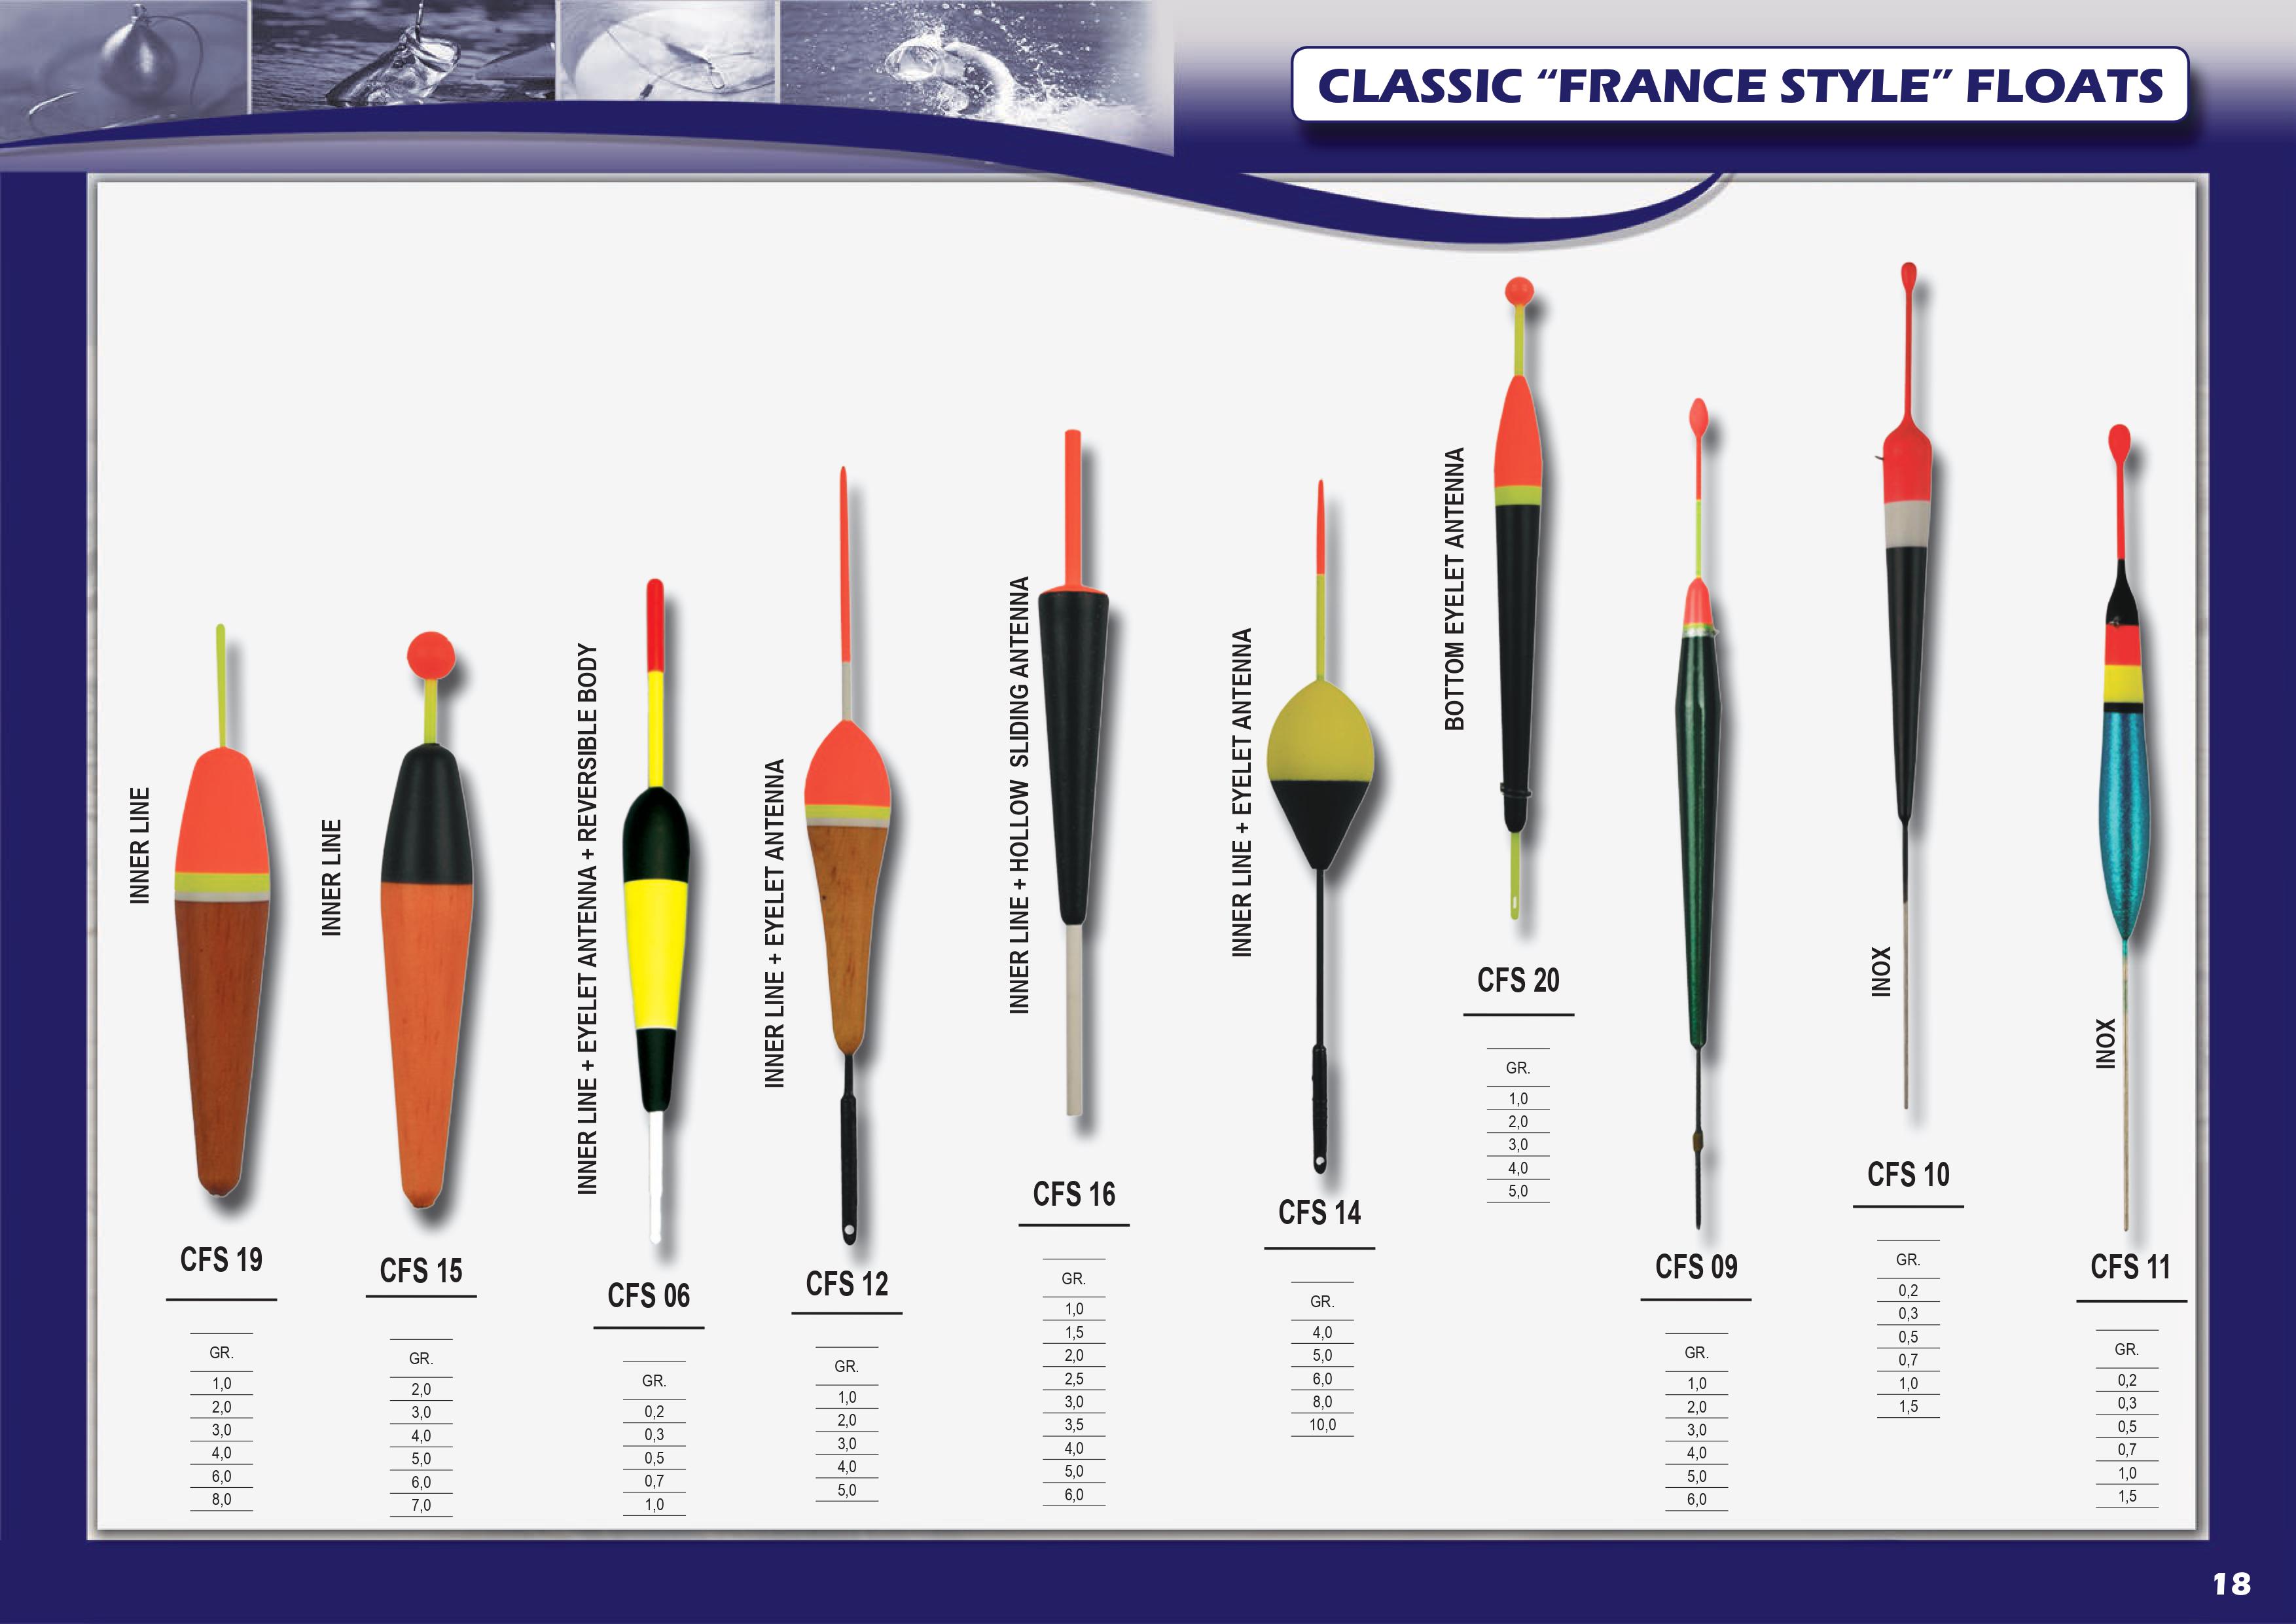 CLASSIC “FRANCE STYLE” FLOATS
INNER LINE
CFS 19
GR.
1,0
2,0
3,0
4,0
6,0
8,0
INNER LINE
CFS 15
GR.
2,0
3,0
4,0
5,0
6,0
7,0
INNER LINE + EYELET ANTENNA + REVERSIBLE BODY
CFS 06
GR.
0,2
0,3
0,5
0,7
1,0
INNER LINE + EYELET ANTENNA
CFS 12
GR.
1,0
2,0
3,0
4,0
5,0
INNER LINE + HOLLOW SLIDING ANTENNA
CFS 16
GR.
1,0
1,5
2,0
2,5
3,0
3,5
4,0
5,0
6,0
INNER LINE + EYELET ANTENNA
CFS 14
GR.
4,0
5,0
6,0
8,0
10,0
BOTTOM EYELET ANTENNA
CFS 20
GR.
1,0
2,0
3,0
4,0
5,0
CFS 09
GR.
1,0
2,0
3,0
4,0
5,0
6,0
INOX
CFS 10
GR.
0,2
0,3
0,5
0,7
1,0
1,5
INOX
CFS 11
GR.
0,2
0,3
0,5
0,7
1,0
1,5
18